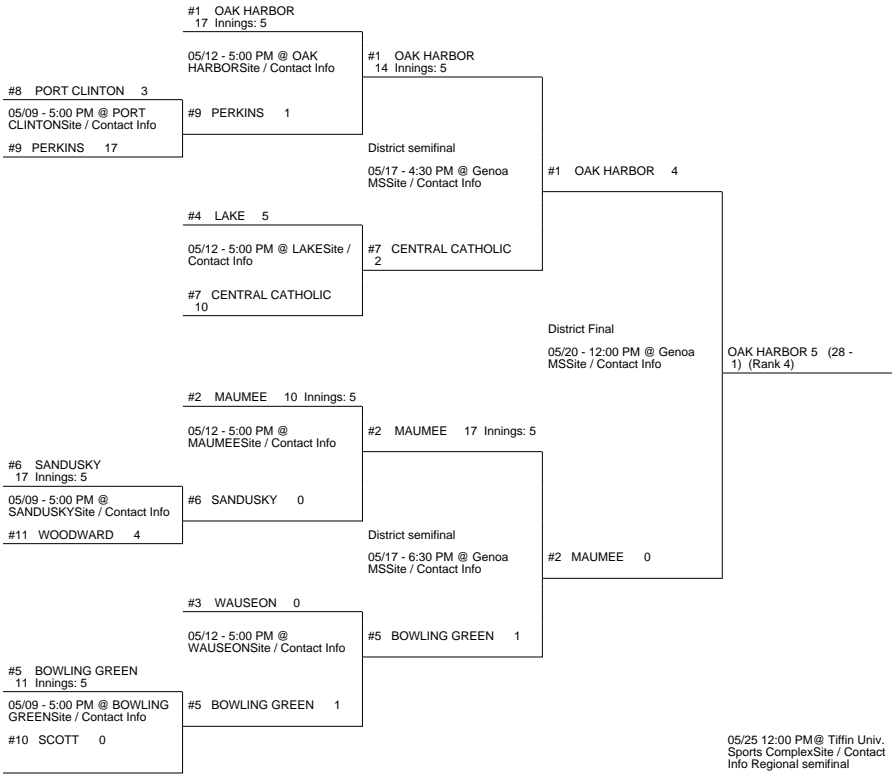 #1 OAK HARBOR
17 Innings: 5
05/12 - 5:00 PM @ OAK
HARBORSite / Contact Info
#1 OAK HARBOR
14 Innings: 5
#8 PORT CLINTON 3
05/09 - 5:00 PM @ PORT
CLINTONSite / Contact Info
#9 PERKINS 1
#9 PERKINS 17
District semifinal
05/17 - 4:30 PM @ Genoa
MSSite / Contact Info
#1 OAK HARBOR 4
#4 LAKE 5
05/12 - 5:00 PM @ LAKESite /
Contact Info
#7 CENTRAL CATHOLIC
2
#7 CENTRAL CATHOLIC
10
District Final
05/20 - 12:00 PM @ Genoa
MSSite / Contact Info
OAK HARBOR 5 (28 -
1) (Rank 4)
#2 MAUMEE 10 Innings: 5
05/12 - 5:00 PM @
MAUMEESite / Contact Info
#2 MAUMEE 17 Innings: 5
#6 SANDUSKY
17 Innings: 5
05/09 - 5:00 PM @
SANDUSKYSite / Contact Info
#6 SANDUSKY 0
#11 WOODWARD 4
District semifinal
05/17 - 6:30 PM @ Genoa
MSSite / Contact Info
#2 MAUMEE 0
#3 WAUSEON 0
05/12 - 5:00 PM @
WAUSEONSite / Contact Info
#5 BOWLING GREEN 1
#5 BOWLING GREEN
11 Innings: 5
05/09 - 5:00 PM @ BOWLING
GREENSite / Contact Info
#5 BOWLING GREEN 1
#10 SCOTT 0
05/25 12:00 PM@ Tiffin Univ.
Sports ComplexSite / Contact
Info Regional semifinal